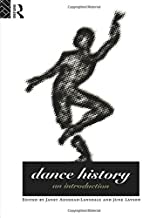 dance history
an introduction
EDITED BY JANET ADSHEAD-LANSDALE AND JUNE LAYSON